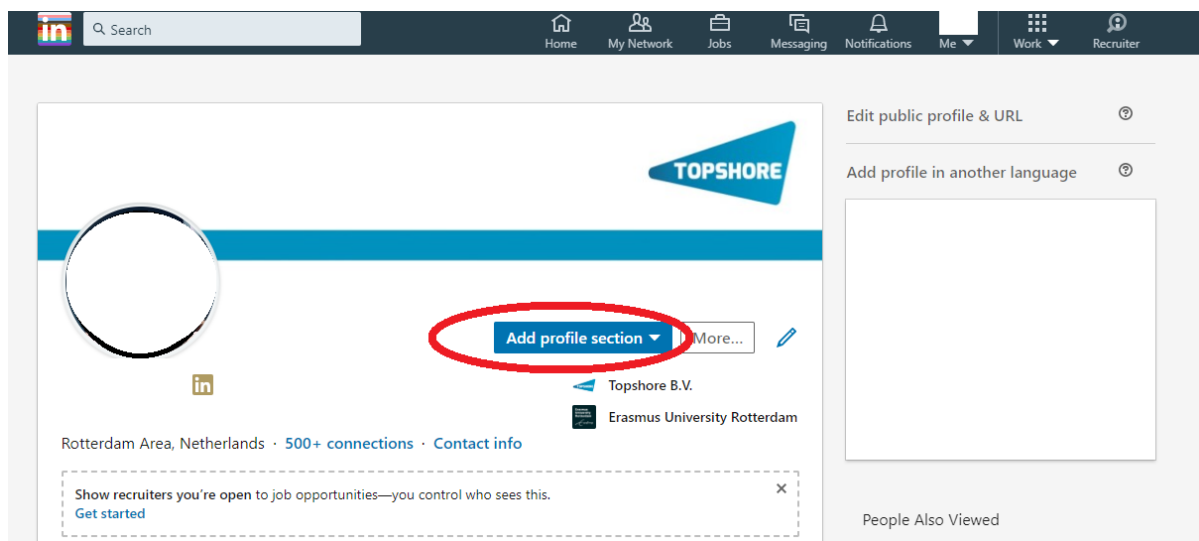 in
Search
Home
My Network
Jobs
Messaging
Notifications
Me
Work
Recruiter
TOPSHORE
Edit public profile & URL
Add profile in another language
Add profile section
More...
in
Topshore B.V.
Erasmus University Rotterdam
Rotterdam Area, Netherlands · 500+ connections · Contact info
Show recruiters you're open to job opportunities—you control who sees this.
Get started
People Also Viewed